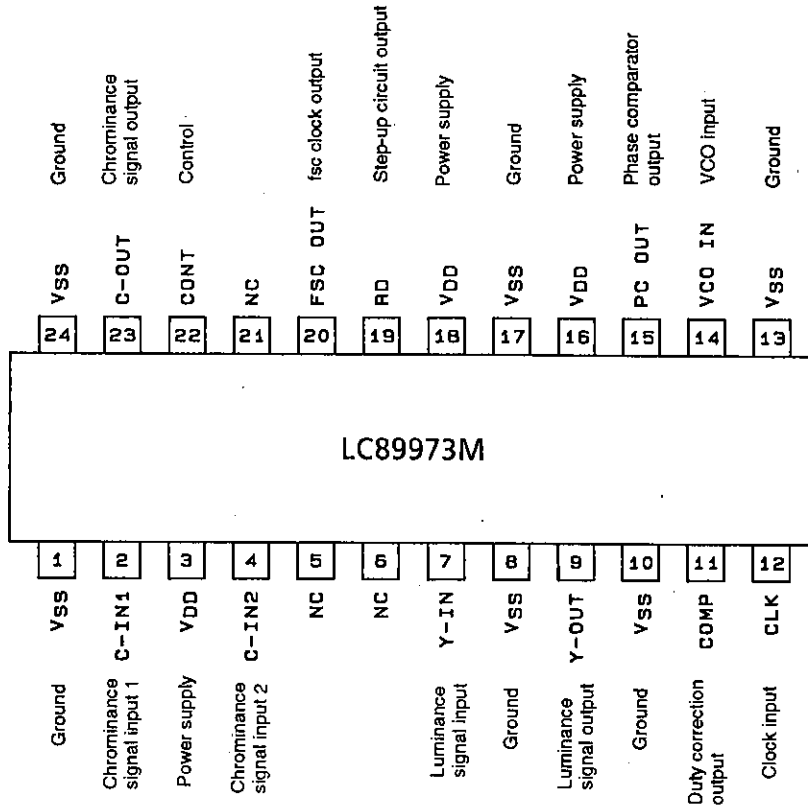 Ground
Chrominance
signal output
Control
fsc clock output
Step-up circuit output
Power supply
Ground
Power supply
Phase comparator
output
VCO input
Ground
VSS
C-OUT
CONT
NC
FSC OUT
RD
VDD
VSS
VDD
PC OUT
VCO IN
VSS
24 23 22 21 20 19 18 17 16 15 14 13
LC89973M
1 2 3 4 5 6 7 8 9 10 11 12
VSS
C-IN1
VDD
C-IN2
NC
NC
Y-IN
VSS
Y-OUT
VSS
COMP
CLK
Ground
Chrominance
signal input 1
Power supply
Chrominance
signal input 2
Luminance
signal input
Ground
Luminance
signal output
Ground
Duty correction
output
Clock input